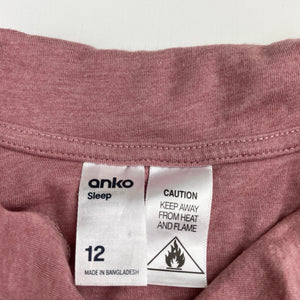 anko
Sleep
12
MADE IN BANGLADESH
CAUTION
KEEP AWAY
FROM HEAT
AND FLAME